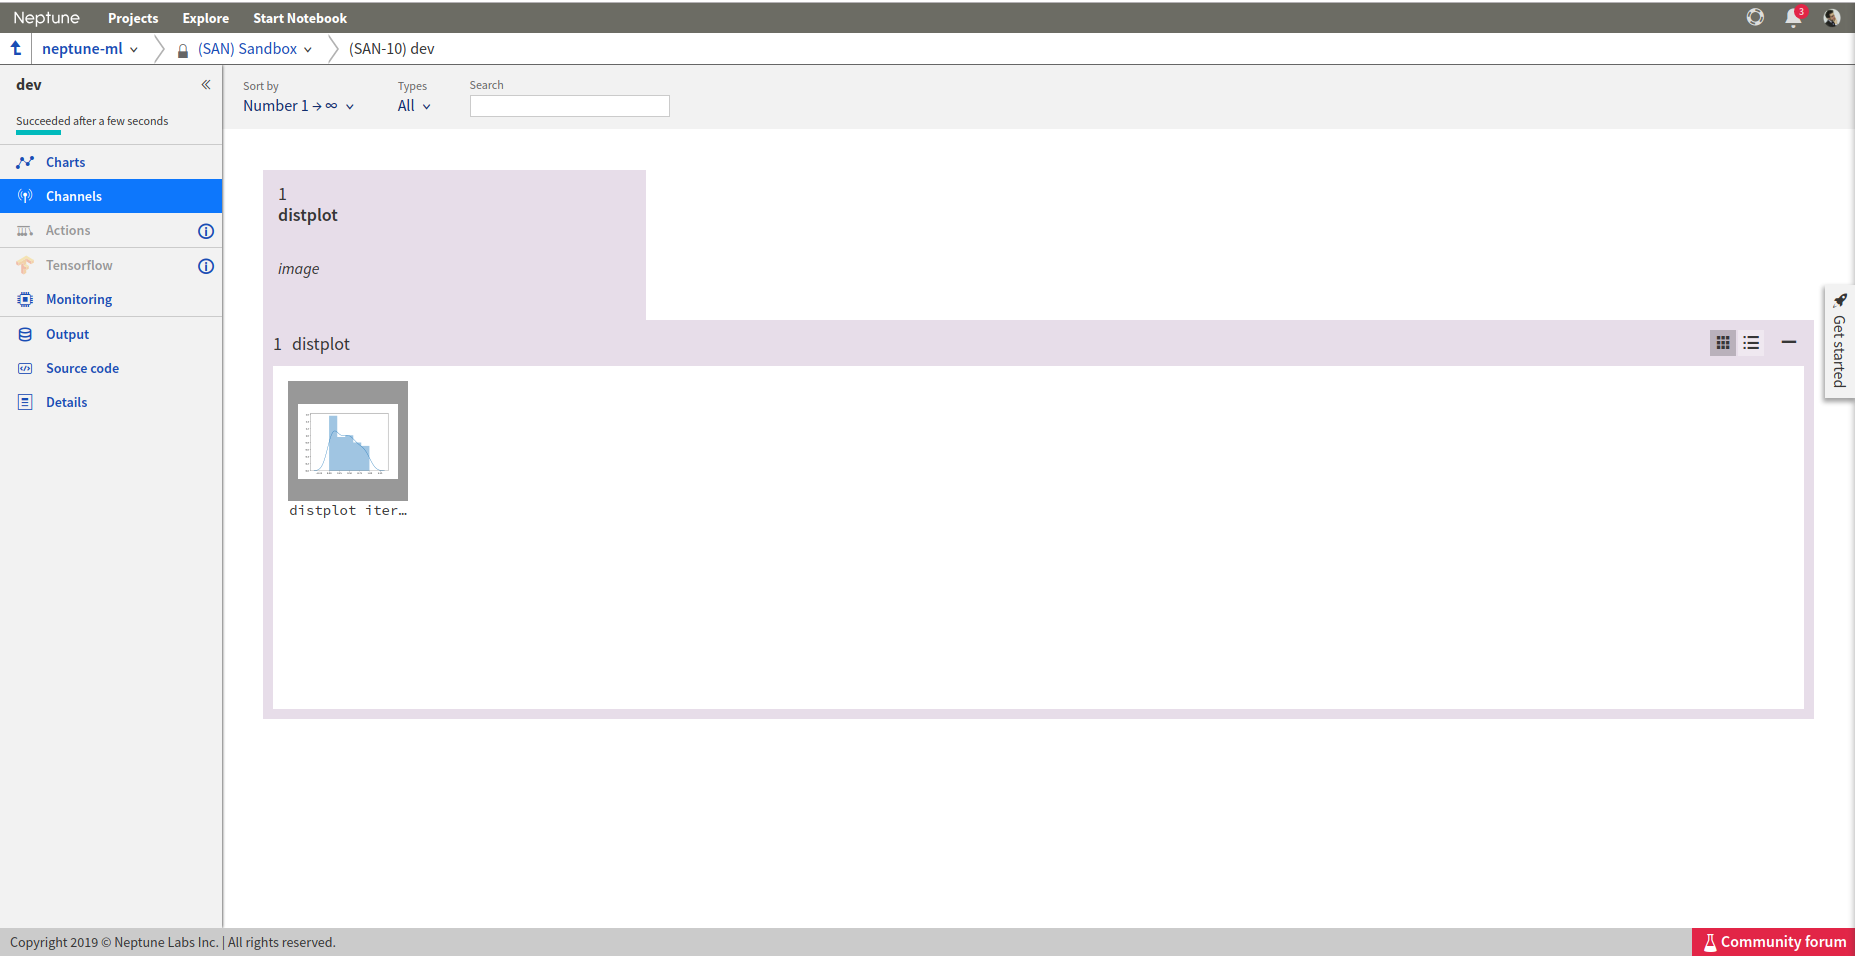 Neptune Projects Explore Start Notebook 3
neptune-ml (SAN) Sandbox (SAN-10) dev
dev
Succeeded after a few seconds
Charts
Channels
Actions
Tensorflow
Monitoring
Output
Source code
Details
Sort by Types Search
Number 1 → ∞ All
1
distplot
image
1 distplot
distplot iter…
Get started
Copyright 2019 © Neptune Labs Inc. | All rights reserved.
Community forum